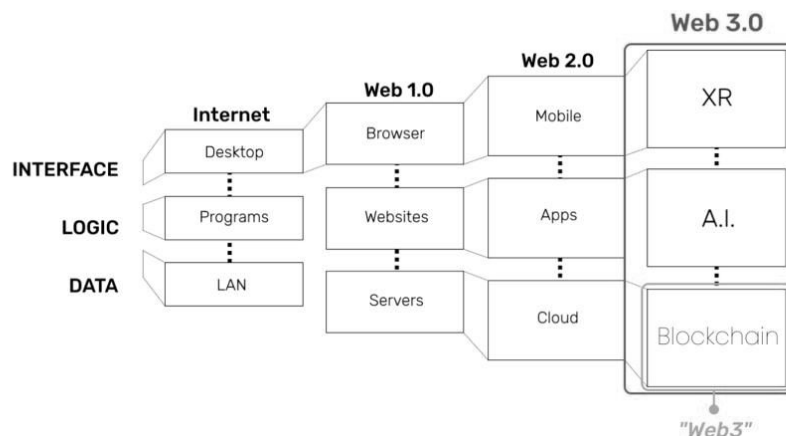 Web 3.0
Web 2.0
Web 1.0
Internet
INTERFACE
Desktop
Browser
Mobile
XR
LOGIC
Programs
Websites
Apps
A.I.
DATA
LAN
Servers
Cloud
Blockchain
"Web3"